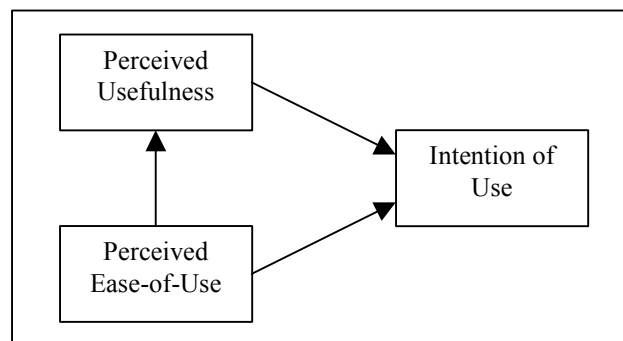 Perceived
Usefulness
Intention of
Use
Perceived
Ease-of-Use